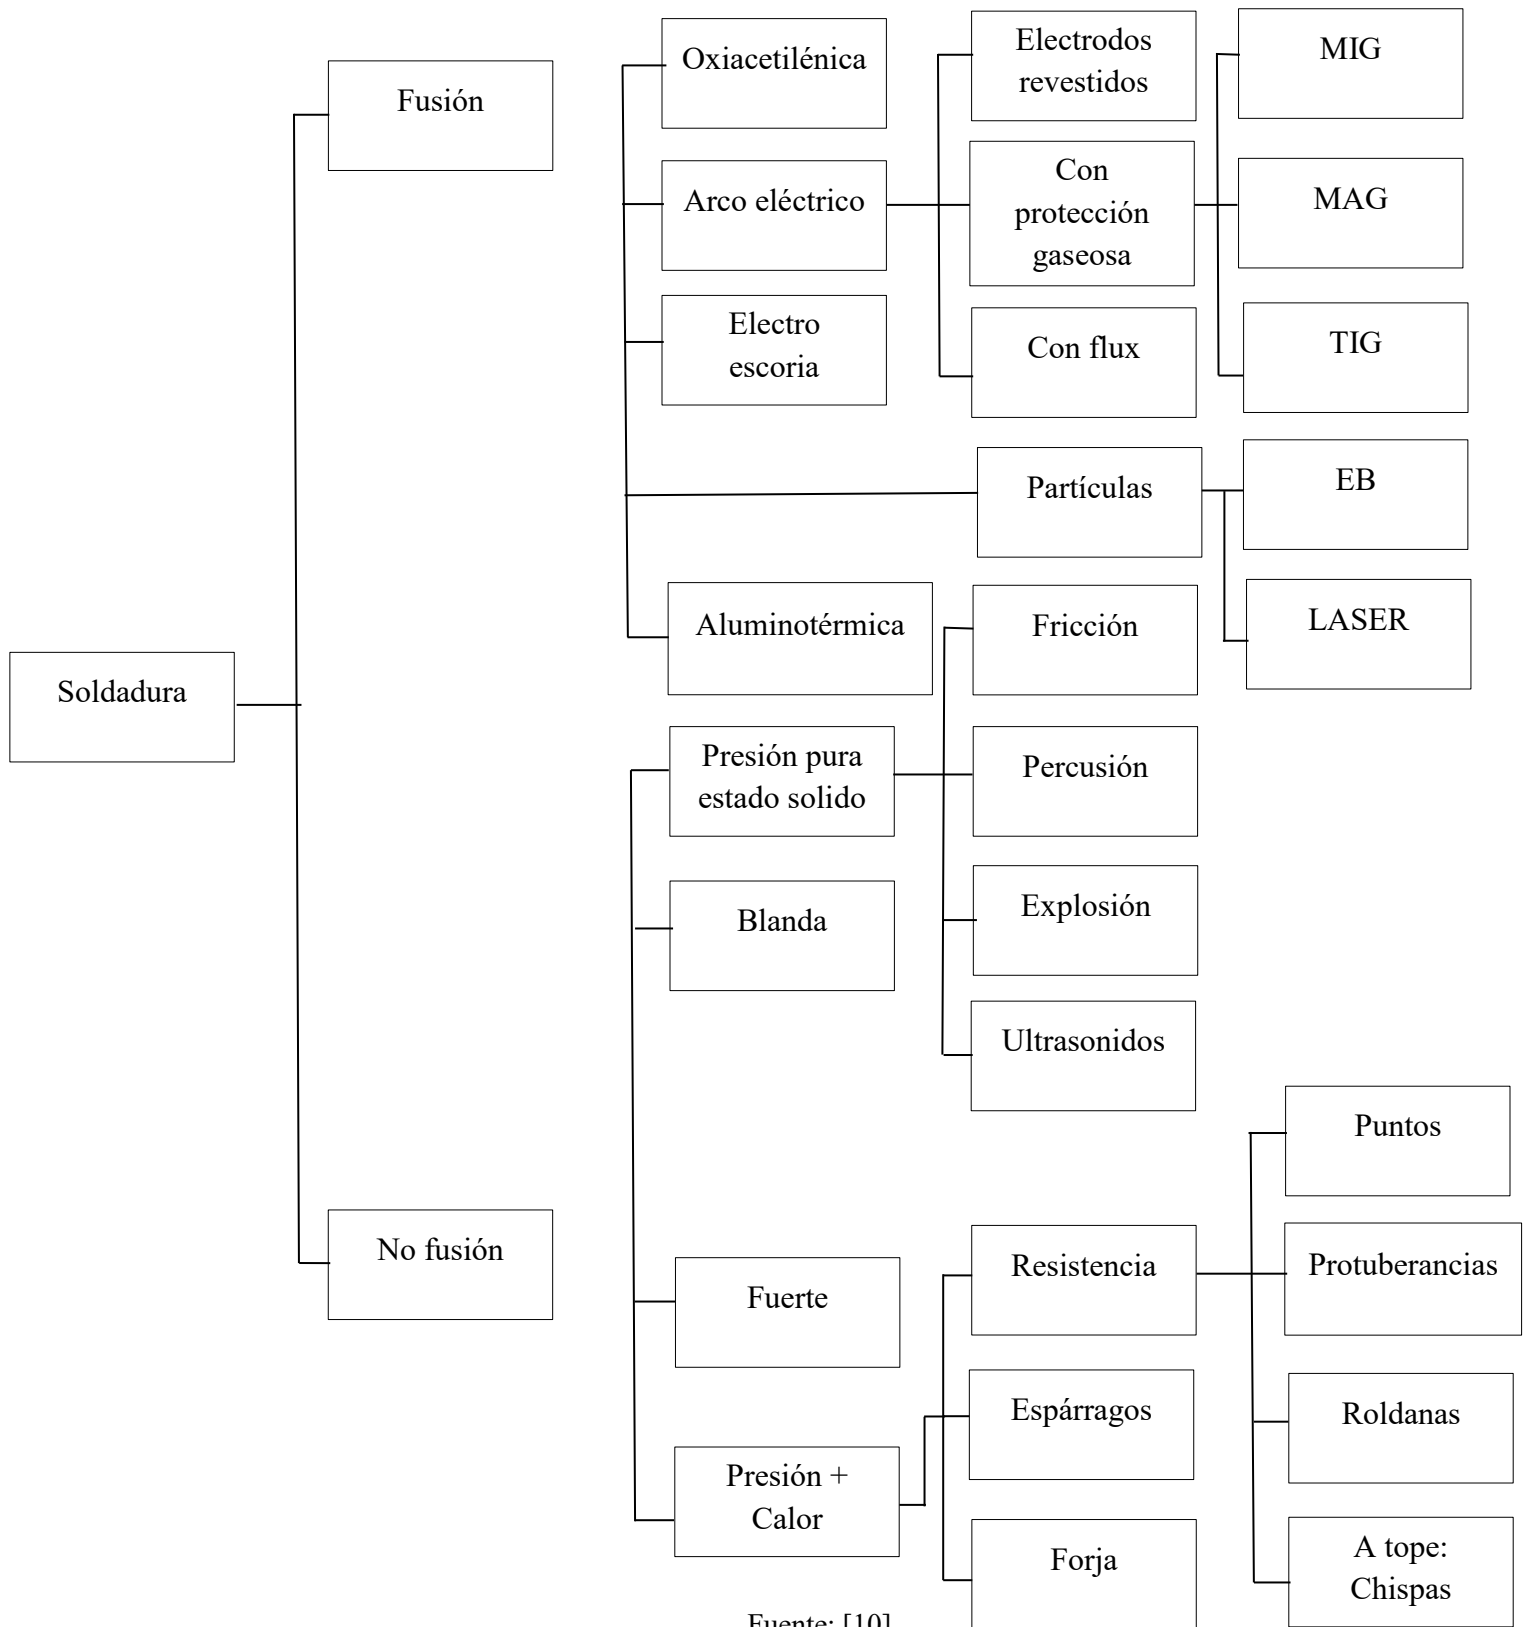 Fusión
Oxiacetilénica
Electrodos
revestidos
MIG
Arco eléctrico
Con
protección
gaseosa
MAG
Electro
escoria
Con flux
TIG
Partículas
EB
Aluminotérmica
Fricción
LASER
Soldadura
Presión pura
estado solido
Percusión
Blanda
Explosión
Ultrasonidos
Puntos
No fusión
Fuerte
Resistencia
Protuberancias
Espárragos
Roldanas
Presión +
Calor
Forja
A tope:
Chispas
Fuente: [10]